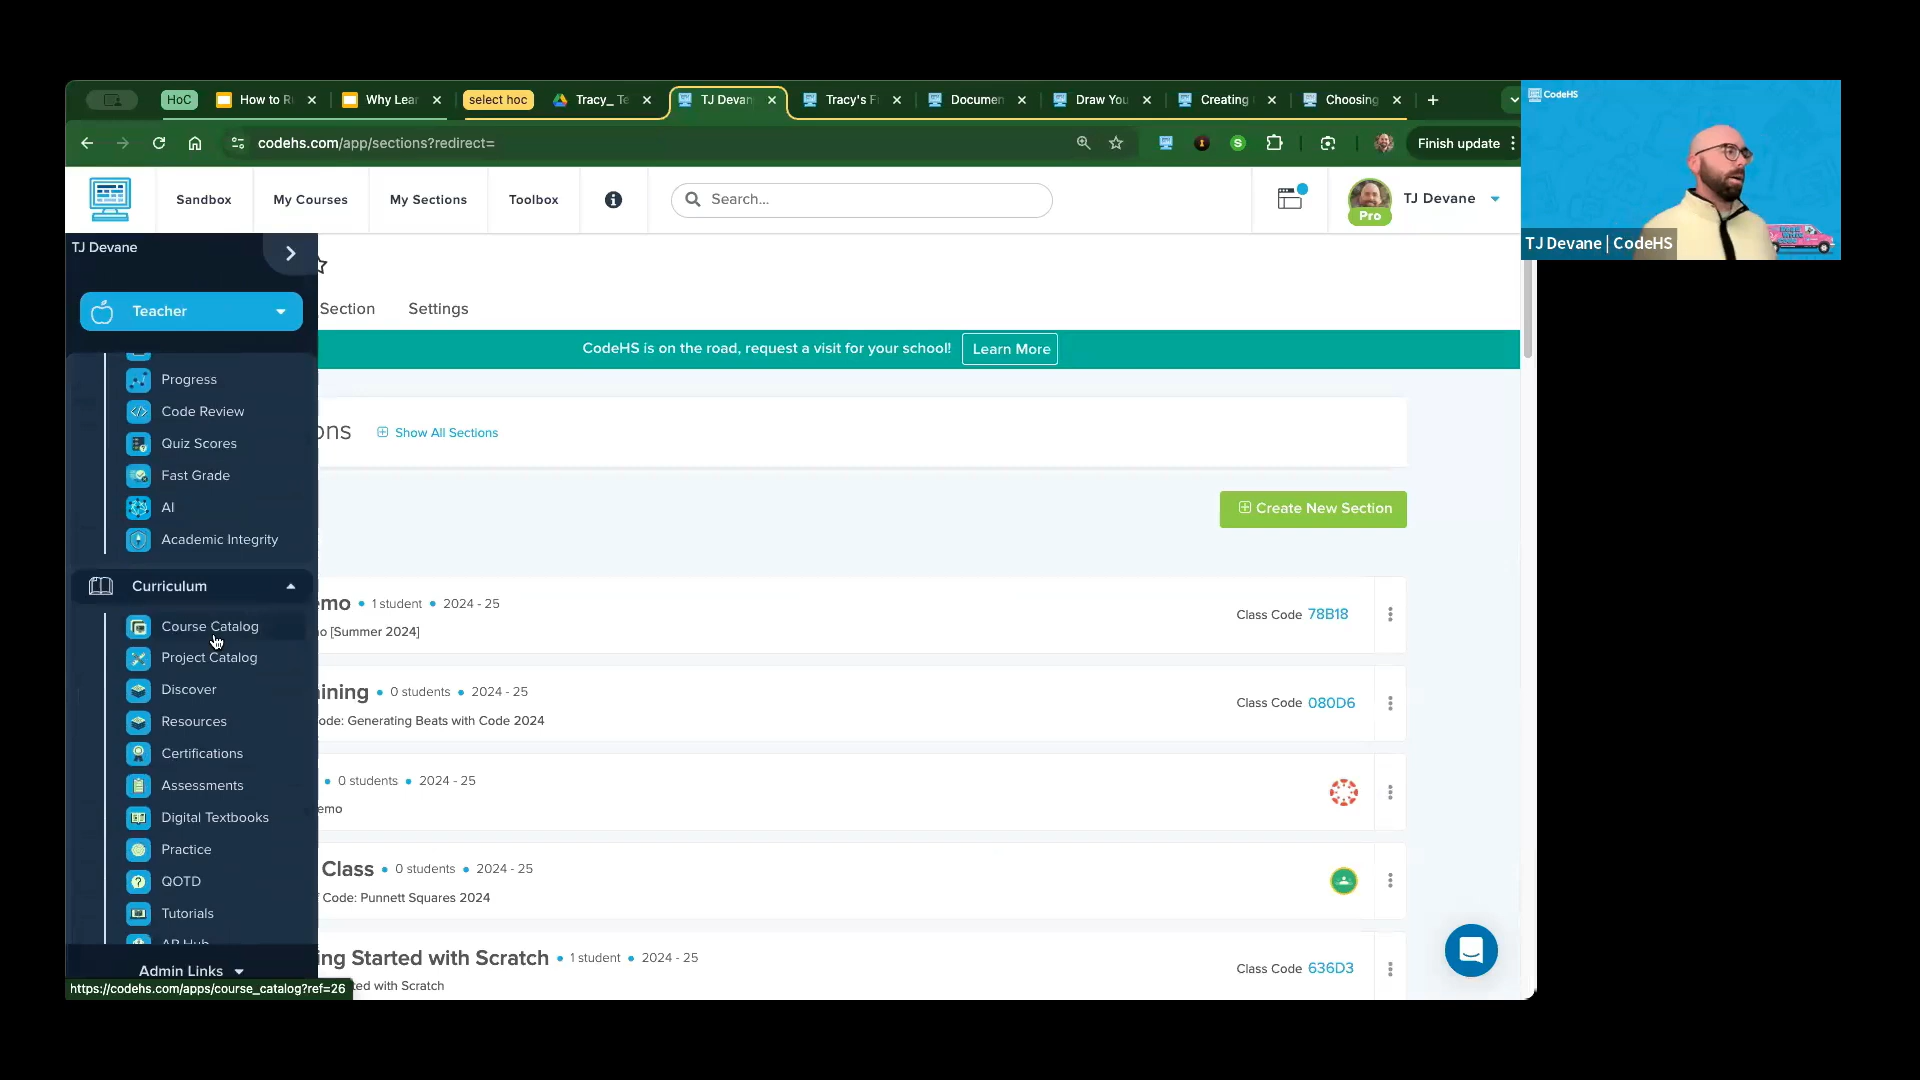 HoC
How to R
Why Lear
select hoc
Tracy_ Te
TJ Devan
Tracy's F
Documen
Draw You
Creating
Choosing
codehs.com/app/sections?redirect=
Finish update
CodeHS
TJ Devane | CodeHS
Sandbox
My Courses
My Sections
Toolbox
Search...
Pro
TJ Devane
TJ Devane
Teacher
Section
Settings
CodeHS is on the road, request a visit for your school!
Learn More
Progress
Code Review
Quiz Scores
Fast Grade
AI
Academic Integrity
Curriculum
Course Catalog
Project Catalog
Discover
Resources
Certifications
Assessments
Digital Textbooks
Practice
QOTD
Tutorials
AP Hub
Admin Links
https://codehs.com/apps/course_catalog?ref=26
ons
Show All Sections
Create New Section
emo • 1 student • 2024 - 25
no [Summer 2024]
Class Code 78B18
ining • 0 students • 2024 - 25
ode: Generating Beats with Code 2024
Class Code 080D6
• 0 students • 2024 - 25
emo
Class • 0 students • 2024 - 25
f Code: Punnett Squares 2024
ing Started with Scratch • 1 student • 2024 - 25
ted with Scratch
Class Code 636D3